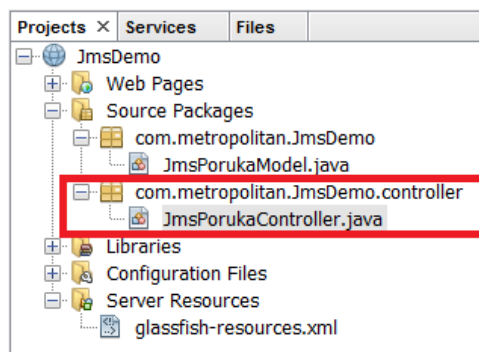 Projects × Services Files
JmsDemo
Web Pages
Source Packages
com.metropolitan.JmsDemo
JmsPorukaModel.java
com.metropolitan.JmsDemo.controller
JmsPorukaController.java
Libraries
Configuration Files
Server Resources
glassfish-resources.xml